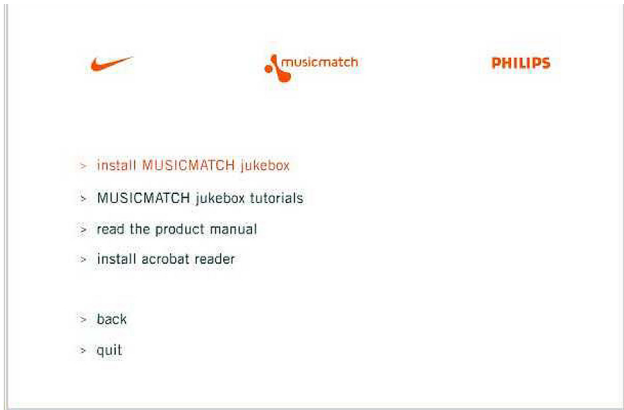 musicmatch
PHILIPS
> install MUSICMATCH jukebox
> MUSICMATCH jukebox tutorials
> read the product manual
> install acrobat reader
> back
> quit